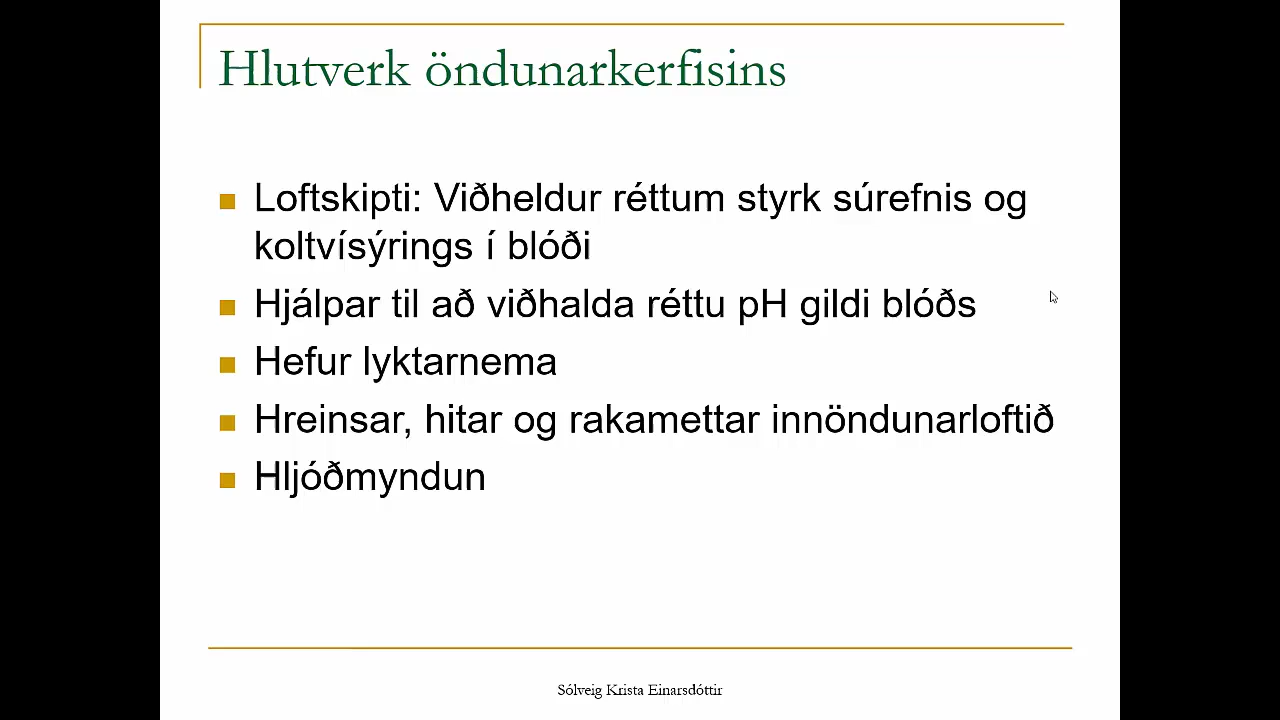 Hlutverk öndunarkerfisins
Loftskipti: Viðheldur réttum styrk súrefnis og
koltvísýrings í blóði
Hjálpar til að viðhalda réttu pH gildi blóðs
Hefur lyktarnema
Hreinsar, hitar og rakamettar innöndunarloftið
Hljóðmyndun
Sólveig Krista Einarsdóttir